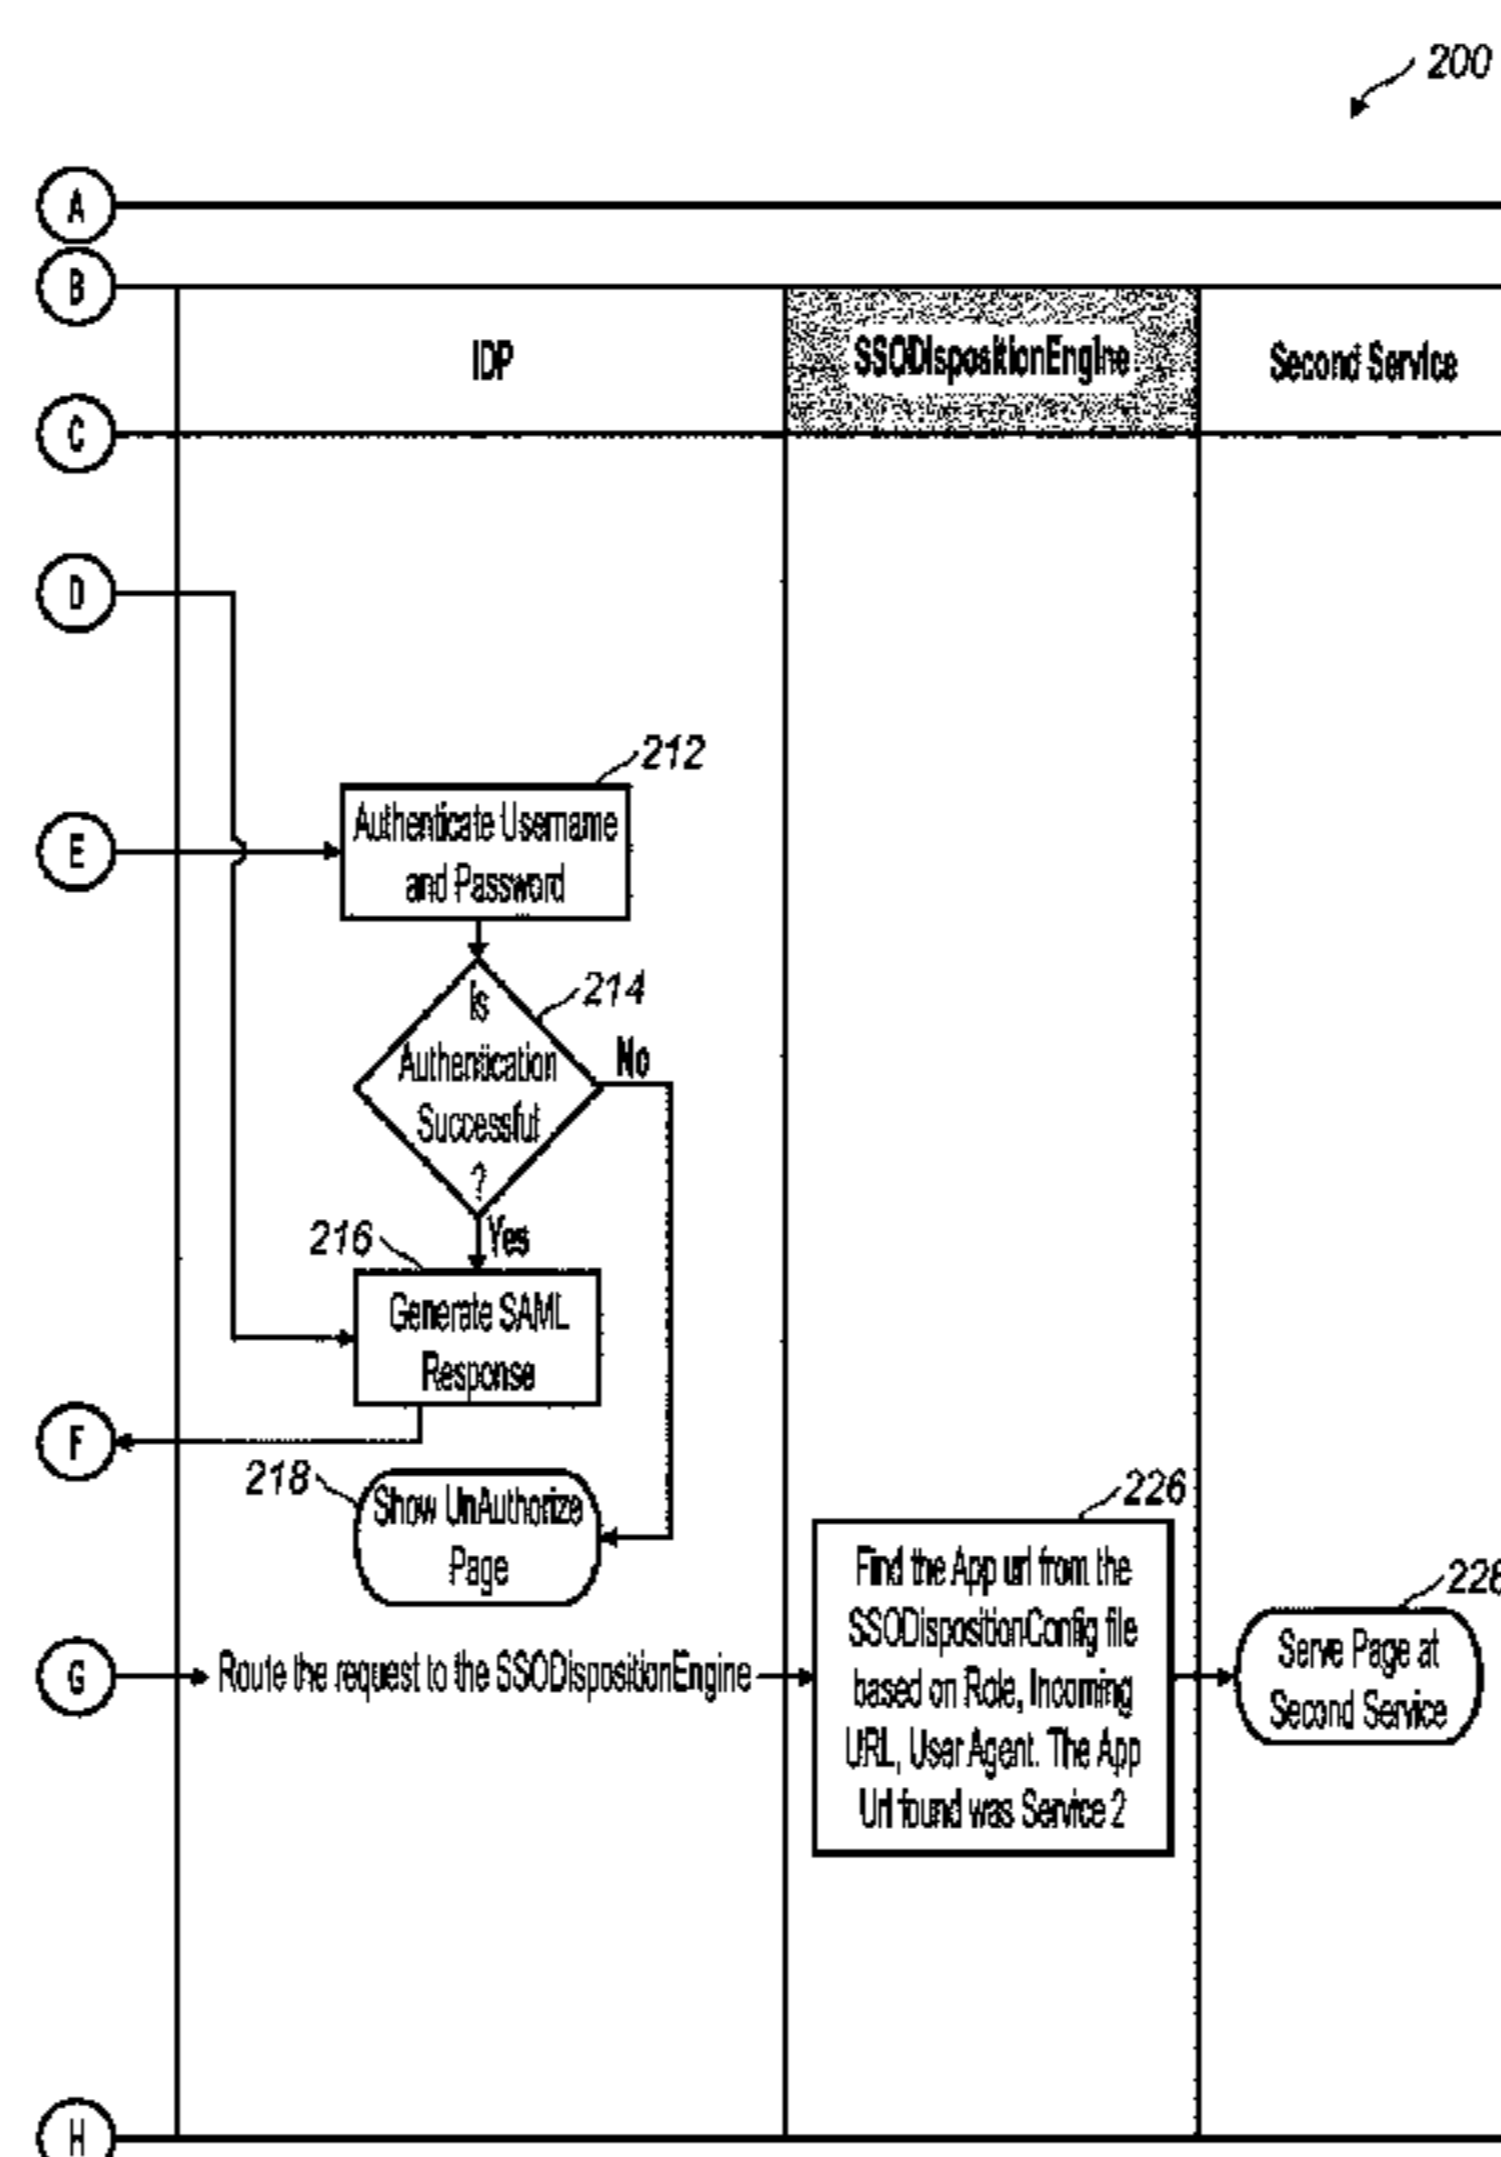 200
A
B
IDP
SSODispositionEngine
Second Service
C
D
212
E
Authenticate Username
and Password
214
Is
Authentication
Successful
?
No
Yes
216
Generate SAML
Response
F
218
Show UnAuthorize
Page
226
Find the App url from the
SSODispositionConfig file
based on Role, Incoming
URL, User Agent. The App
Url found was Service 2
228
Serve Page at
Second Service
G
Route the request to the SSODispositionEngine
H